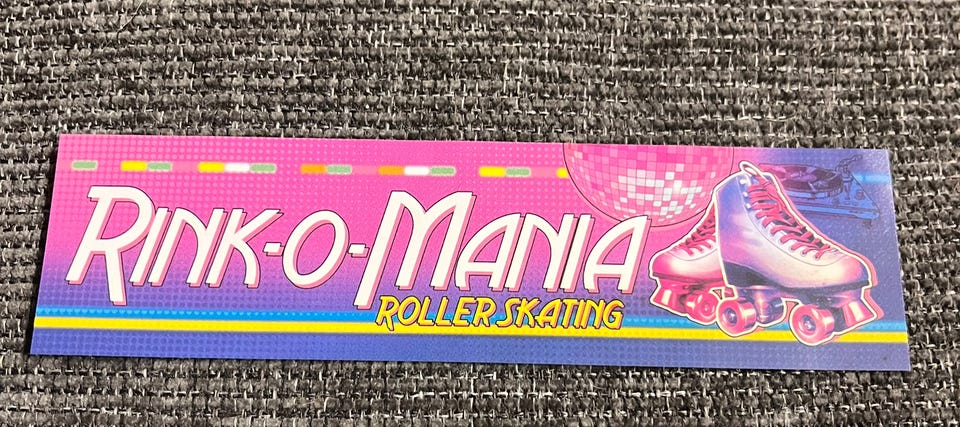 RINK-O-MANIA
ROLLER SKATING